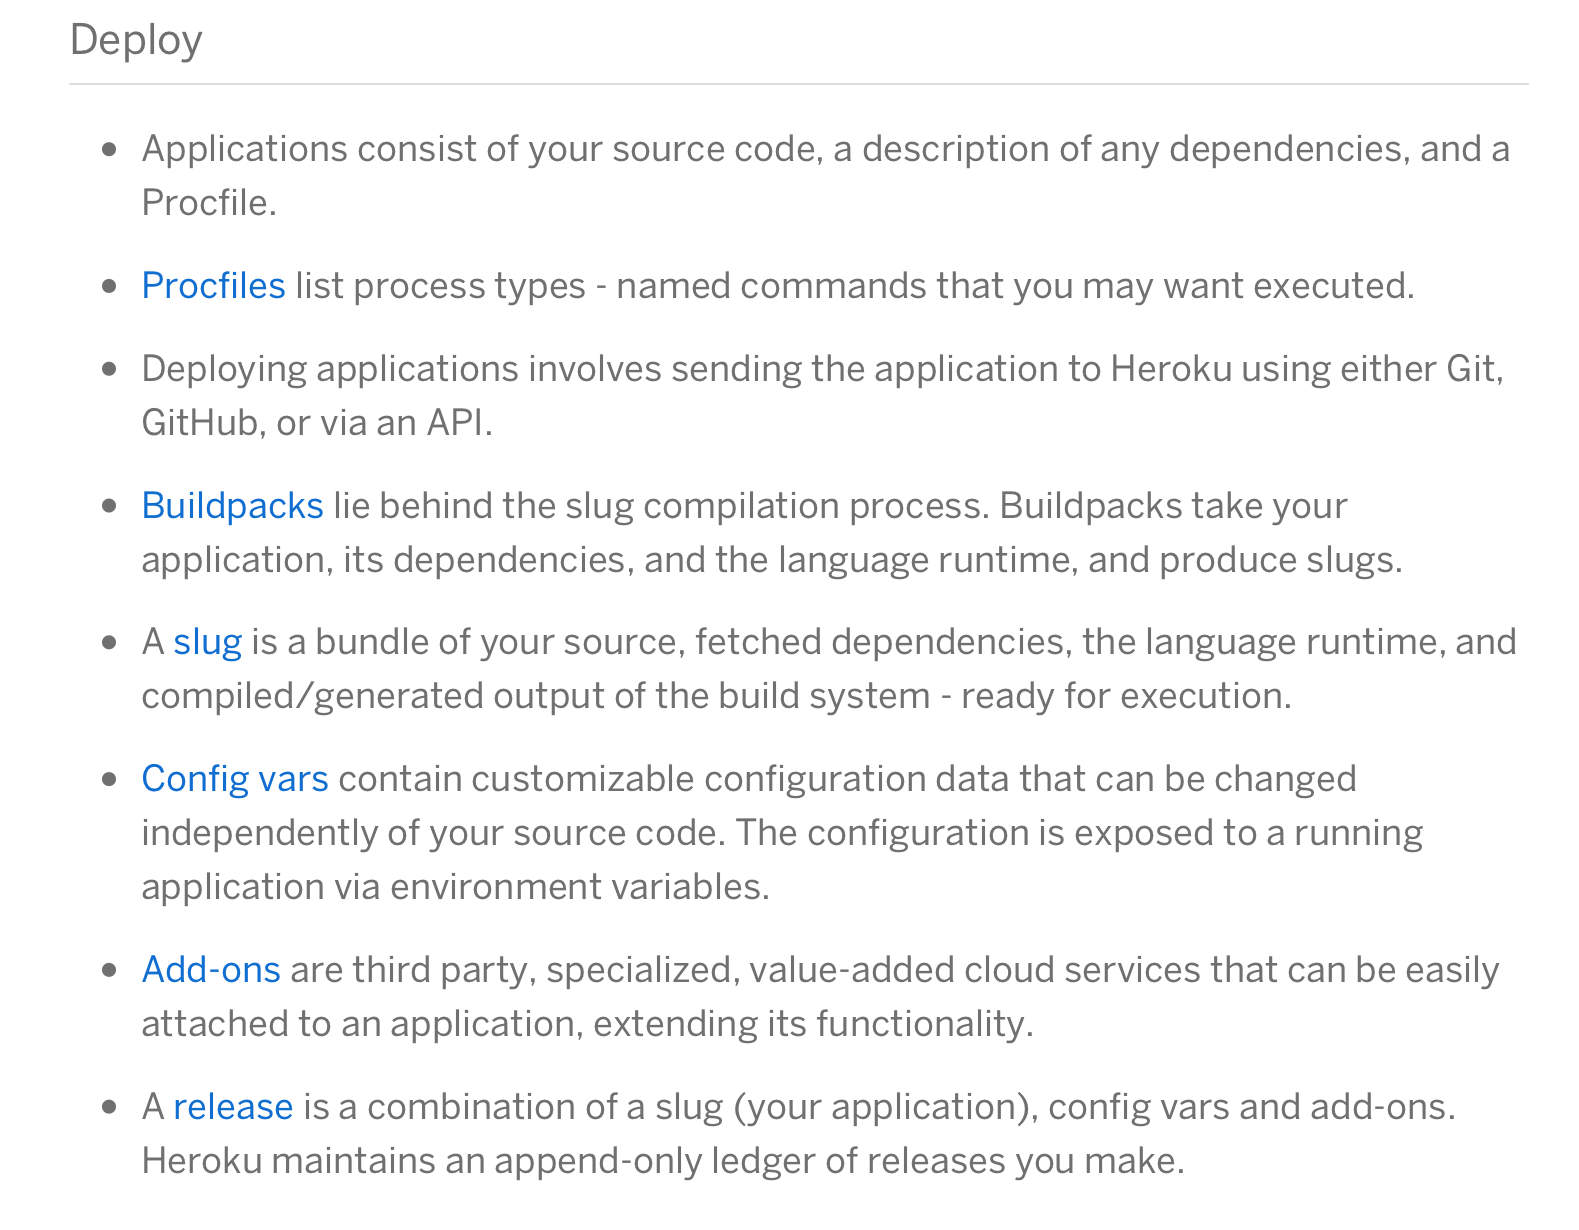 Deploy
Applications consist of your source code, a description of any dependencies, and a
Procfile.
Procfiles list process types - named commands that you may want executed.
Deploying applications involves sending the application to Heroku using either Git,
GitHub, or via an API.
Buildpacks lie behind the slug compilation process. Buildpacks take your
application, its dependencies, and the language runtime, and produce slugs.
A slug is a bundle of your source, fetched dependencies, the language runtime, and
compiled/generated output of the build system - ready for execution.
Config vars contain customizable configuration data that can be changed
independently of your source code. The configuration is exposed to a running
application via environment variables.
Add-ons are third party, specialized, value-added cloud services that can be easily
attached to an application, extending its functionality.
A release is a combination of a slug (your application), config vars and add-ons.
Heroku maintains an append-only ledger of releases you make.